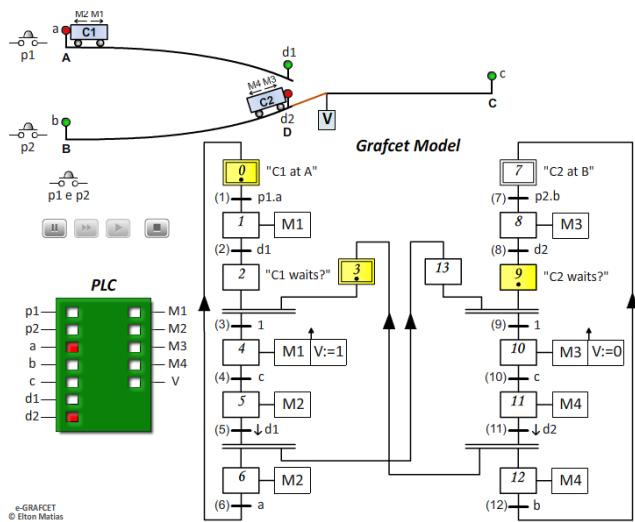 M2 M1
C1
a
p1
A
d1
M4 M3
C2
c
d2
D
V
C
b
p2
B
p1 e p2
Grafcet Model
0 "C1 at A"
(1) p1.a
1 M1
(2) d1
2 "C1 waits?" 3
(3) 1
4 M1 V:=1
(4) c
5 M2
(5) ↓d1
6 M2
(6) a
7 "C2 at B"
(7) p2.b
8 M3
(8) d2
13 9 "C2 waits?"
(9) 1
10 M3 V:=0
(10) c
11 M4
(11) ↓d2
12 M4
(12) b
PLC
p1 M1
p2 M2
a M3
b M4
c V
d1
d2
e-GRAFCET
© Elton Matias